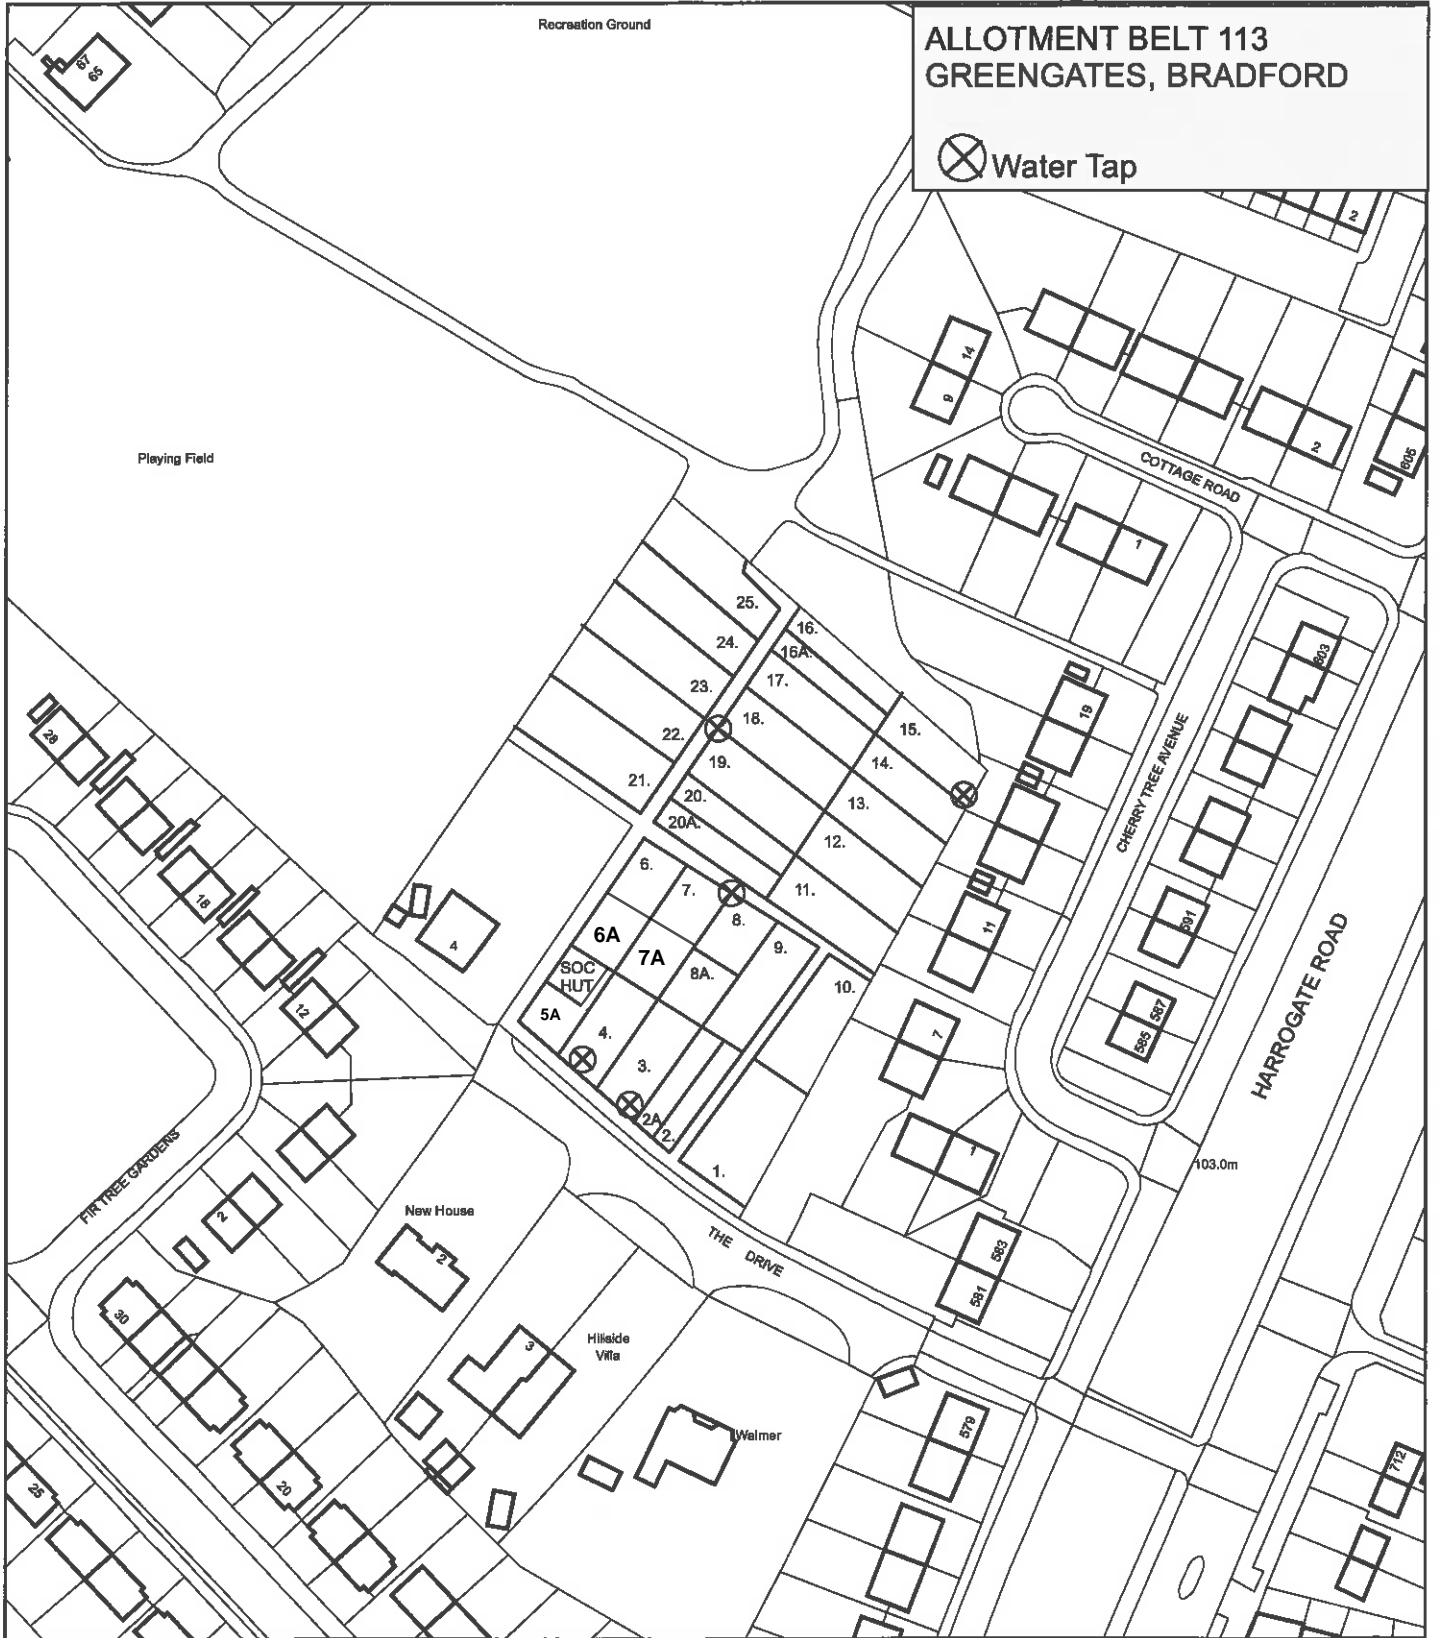 Recreation Ground
ALLOTMENT BELT 113
GREENGATES, BRADFORD
Water Tap
67
65
2
14
9
2
605
COTTAGE ROAD
Playing Field
1
25.
16.
24.
16A.
603
23.
17.
19
22.
18.
15.
CHERRY TREE AVENUE
28
21.
19.
14.
20.
13.
20A.
12.
18
6.
7.
11.
8.
591
11
4
6A
7A
9.
HARROGATE ROAD
SOC
HUT
8A.
10.
12
5A
4.
587
585
7
3.
2A
2.
1.
1
103.0m
FIR TREE GARDENS
2
New House
2
THE DRIVE
583
581
30
3
Hillside
Villa
Walmer
579
712
20
25